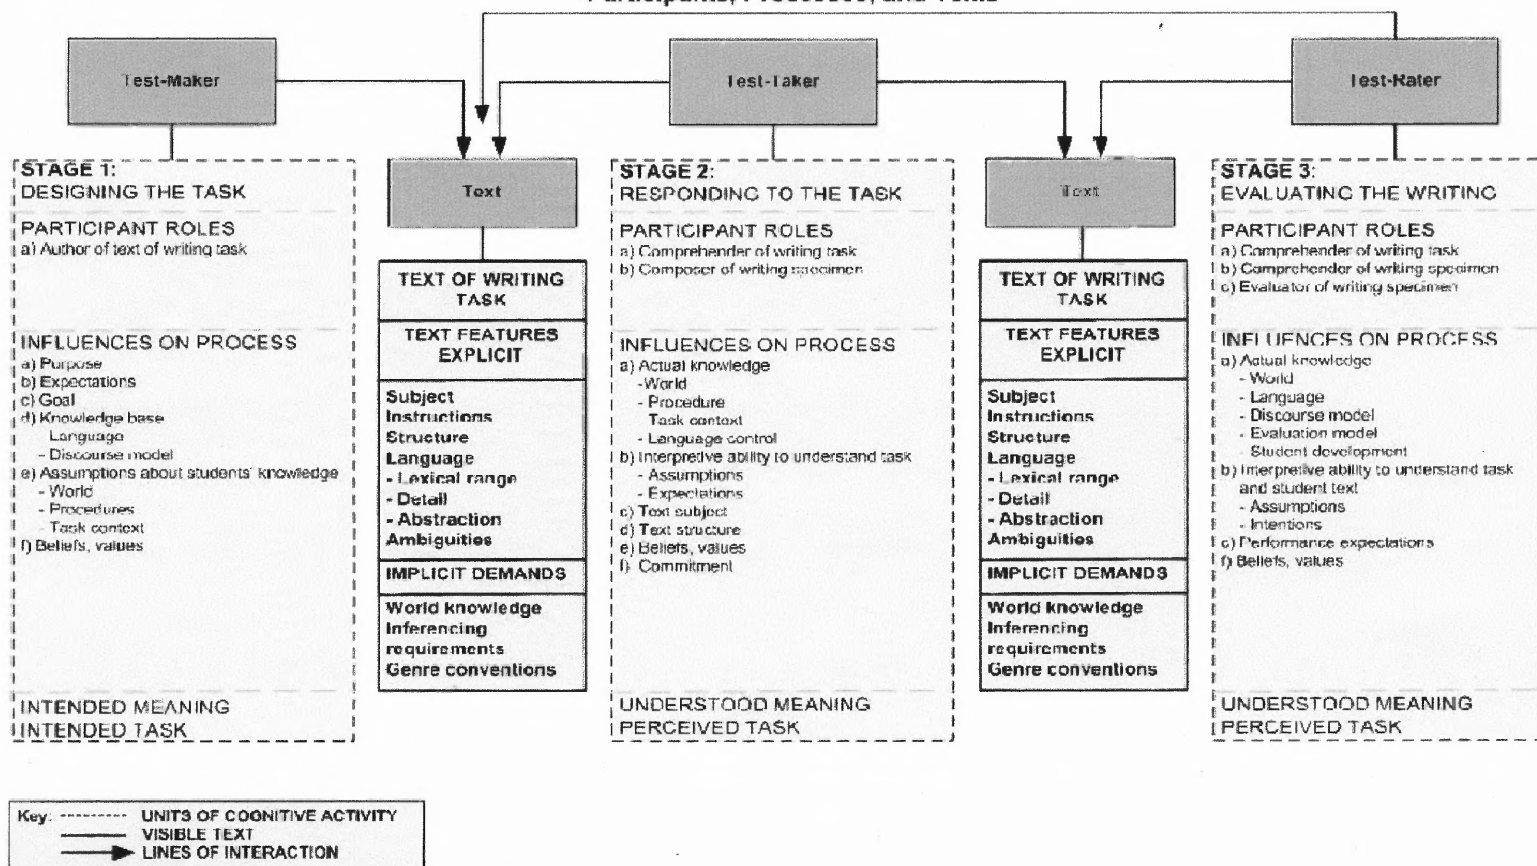 Participants, Processes, and Texts
Test-Maker
Test-Taker
Test-Rater
STAGE 1:
DESIGNING THE TASK
PARTICIPANT ROLES
a) Author of text of writing task
INFLUENCES ON PROCESS
a) Purpose
b) Expectations
c) Goal
d) Knowledge base
- Language
- Discourse model
e) Assumptions about students' knowledge
- World
- Procedures
- Task context
f) Beliefs, values
INTENDED MEANING
INTENDED TASK
Text
TEXT OF WRITING
TASK
TEXT FEATURES
EXPLICIT
Subject
Instructions
Structure
Language
- Lexical range
- Detail
- Abstraction
Ambiguities
IMPLICIT DEMANDS
World knowledge
Inferencing
requirements
Genre conventions
STAGE 2:
RESPONDING TO THE TASK
PARTICIPANT ROLES
a) Comprehender of writing task
b) Composer of writing specimen
INFLUENCES ON PROCESS
a) Actual knowledge
-World
- Procedure
Task context
- Language control
b) Interpretive ability to understand task
- Assumptions
- Expectations
c) Text subject
d) Text structure
e) Beliefs, values
f) Commitment
UNDERSTOOD MEANING
PERCEIVED TASK
Text
TEXT OF WRITING
TASK
TEXT FEATURES
EXPLICIT
Subject
Instructions
Structure
Language
- Lexical range
- Detail
- Abstraction
Ambiguities
IMPLICIT DEMANDS
World knowledge
Inferencing
requirements
Genre conventions
STAGE 3:
EVALUATING THE WRITING
PARTICIPANT ROLES
a) Comprehender of writing task
b) Comprehender of writing specimen
c) Evaluator of writing specimen
INFLUENCES ON PROCESS
a) Actual knowledge
- World
- Language
- Discourse model
- Evaluation model
- Student development
b) Interpretive ability to understand task
and student text
- Assumptions
- Intentions
c) Performance expectations
f) Beliefs, values
UNDERSTOOD MEANING
PERCEIVED TASK
Key: UNITS OF COGNITIVE ACTIVITY
VISIBLE TEXT
LINES OF INTERACTION